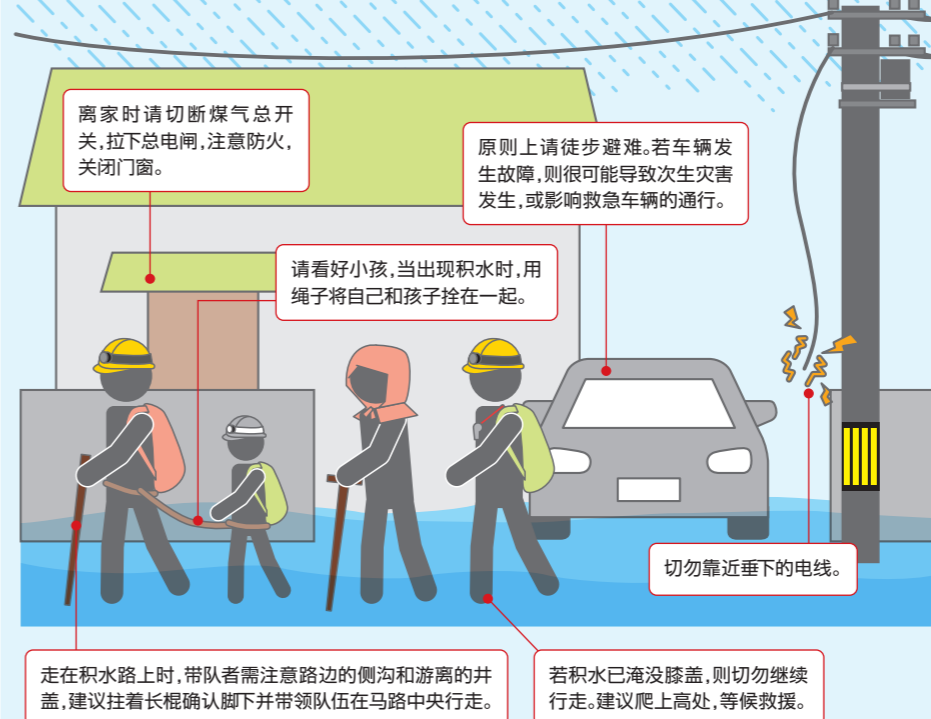 离家时请切断煤气总开
关,拉下总电闸,注意防火,
关闭门窗。
原则上请徒步避难。若车辆发
生故障,则很可能导致次生灾害
发生,或影响救急车辆的通行。
请看好小孩,当出现积水时,用
绳子将自己和孩子拴在一起。
切勿靠近垂下的电线。
走在积水路上时,带队者需注意路边的侧沟和游离的井
盖,建议拄着长棍确认脚下并带领队伍在马路中央行走。
若积水已淹没膝盖,则切勿继续
行走。建议爬上高处,等候救援。